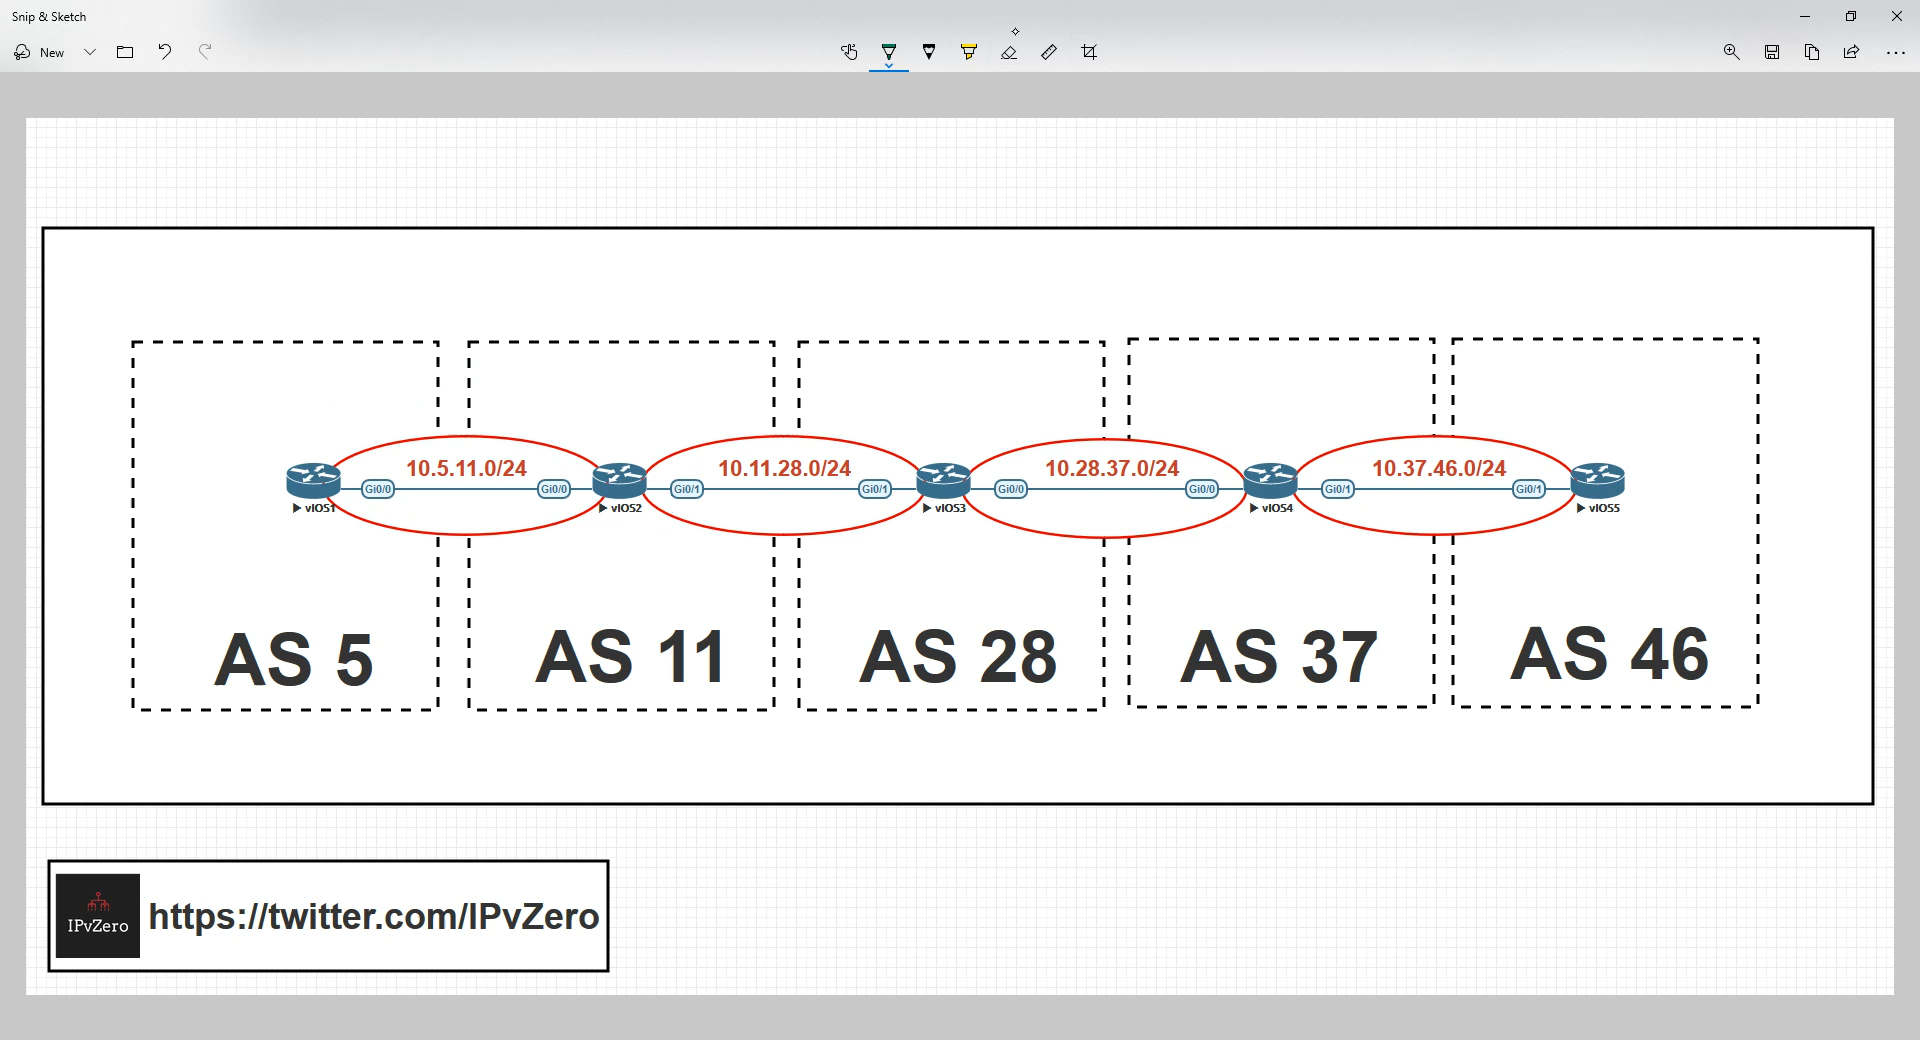 Snip & Sketch
New
10.5.11.0/24
10.11.28.0/24
10.28.37.0/24
10.37.46.0/24
Gi0/0
Gi0/0
Gi0/1
Gi0/1
Gi0/0
Gi0/0
Gi0/1
Gi0/1
vIOS1
vIOS2
vIOS3
vIOS4
vIOS5
AS 5
AS 11
AS 28
AS 37
AS 46
IPvZero
https://twitter.com/IPvZero